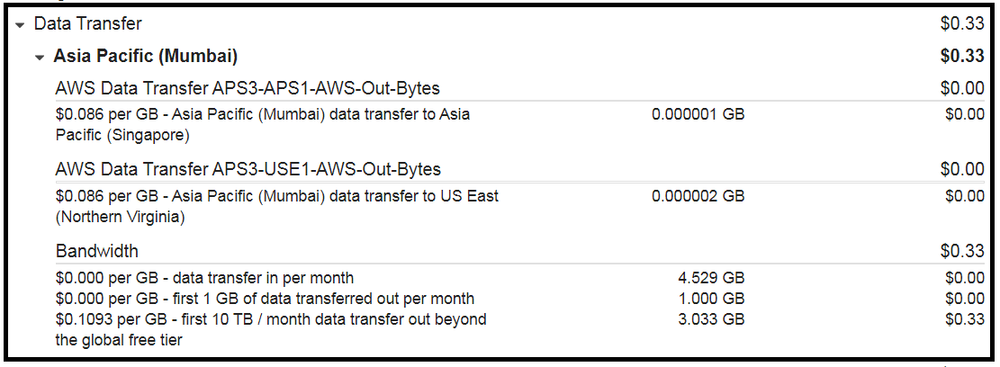 Data Transfer $0.33
Asia Pacific (Mumbai) $0.33
AWS Data Transfer APS3-APS1-AWS-Out-Bytes $0.00
$0.086 per GB - Asia Pacific (Mumbai) data transfer to Asia 0.000001 GB $0.00
Pacific (Singapore)
AWS Data Transfer APS3-USE1-AWS-Out-Bytes $0.00
$0.086 per GB - Asia Pacific (Mumbai) data transfer to US East 0.000002 GB $0.00
(Northern Virginia)
Bandwidth $0.33
$0.000 per GB - data transfer in per month 4.529 GB $0.00
$0.000 per GB - first 1 GB of data transferred out per month 1.000 GB $0.00
$0.1093 per GB - first 10 TB / month data transfer out beyond 3.033 GB $0.33
the global free tier